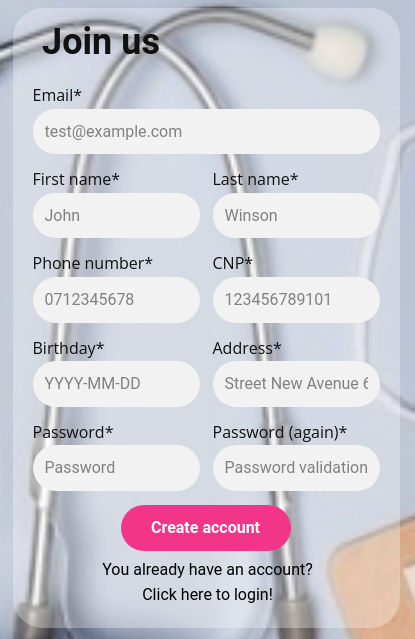 Join us
Email*
test@example.com
First name* Last name*
John Winson
Phone number* CNP*
0712345678 123456789101
Birthday* Address*
YYYY-MM-DD Street New Avenue 6
Password* Password (again)*
Password Password validation
Create account
You already have an account?
Click here to login!